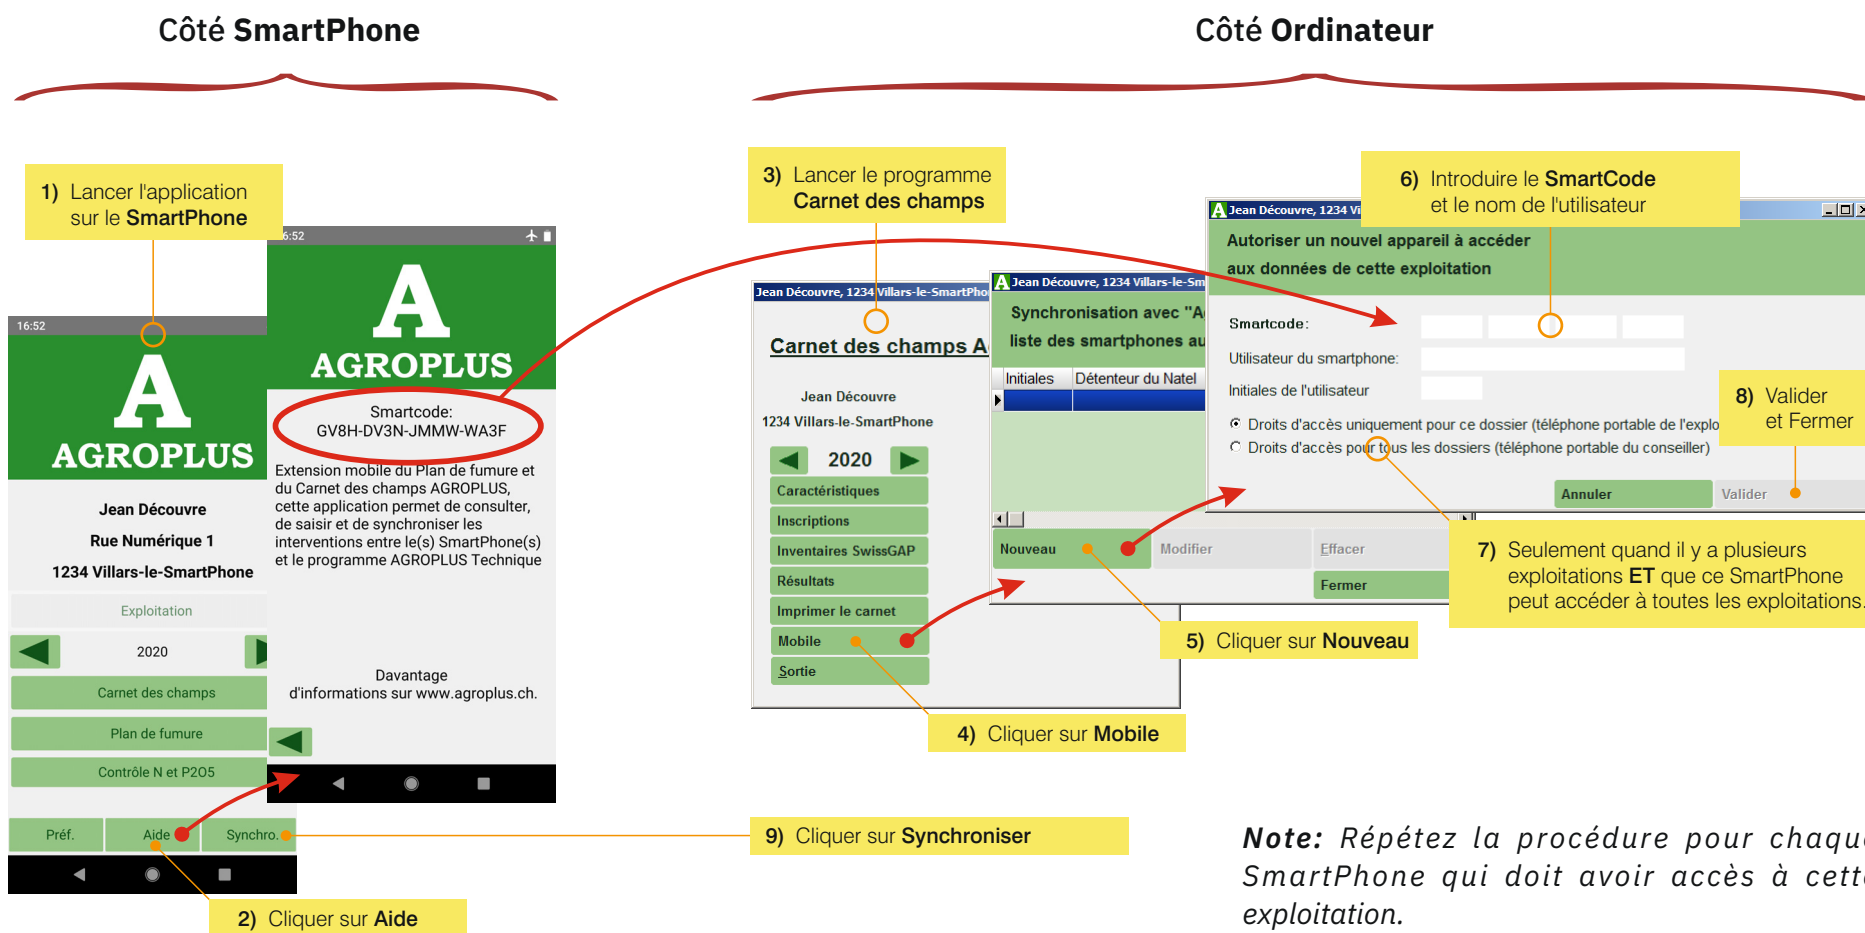 Côté SmartPhone
Côté Ordinateur
1) Lancer l'application
sur le SmartPhone
16:52
AGROPLUS
Jean Découvre
Rue Numérique 1
1234 Villars-le-SmartPhone
Exploitation
2020
Carnet des champs
Plan de fumure
Contrôle N et P2O5
Préf.
Aide
Synchro.
2) Cliquer sur Aide
6:52
AGROPLUS
Smartcode:
GV8H-DV3N-JMMW-WA3F
Extension mobile du Plan de fumure et
du Carnet des champs AGROPLUS,
cette application permet de consulter,
de saisir et de synchroniser les
interventions entre le(s) SmartPhone(s)
et le programme AGROPLUS Technique
Davantage
d'informations sur www.agroplus.ch.
3) Lancer le programme
Carnet des champs
Jean Découvre, 1234 Villars-le-SmartPho
Carnet des champs A
Jean Découvre
1234 Villars-le-SmartPhone
2020
Caractéristiques
Inscriptions
Inventaires SwissGAP
Résultats
Imprimer le carnet
Mobile
Sortie
4) Cliquer sur Mobile
Jean Découvre, 1234 Villars-le-Sm
Synchronisation avec "A
liste des smartphones au
Initiales
Détenteur du Natel
Nouveau
Modifier
Effacer
Fermer
5) Cliquer sur Nouveau
6) Introduire le SmartCode
et le nom de l'utilisateur
Jean Découvre, 1234 Vi
Autoriser un nouvel appareil à accéder
aux données de cette exploitation
Smartcode:
Utilisateur du smartphone:
Initiales de l'utilisateur
Droits d'accès uniquement pour ce dossier (téléphone portable de l'explo
Droits d'accès pour tous les dossiers (téléphone portable du conseiller)
Annuler
Valider
8) Valider
et Fermer
7) Seulement quand il y a plusieurs
exploitations ET que ce SmartPhone
peut accéder à toutes les exploitations.
9) Cliquer sur Synchroniser
Note: Répétez la procédure pour chaque
SmartPhone qui doit avoir accès à cette
exploitation.